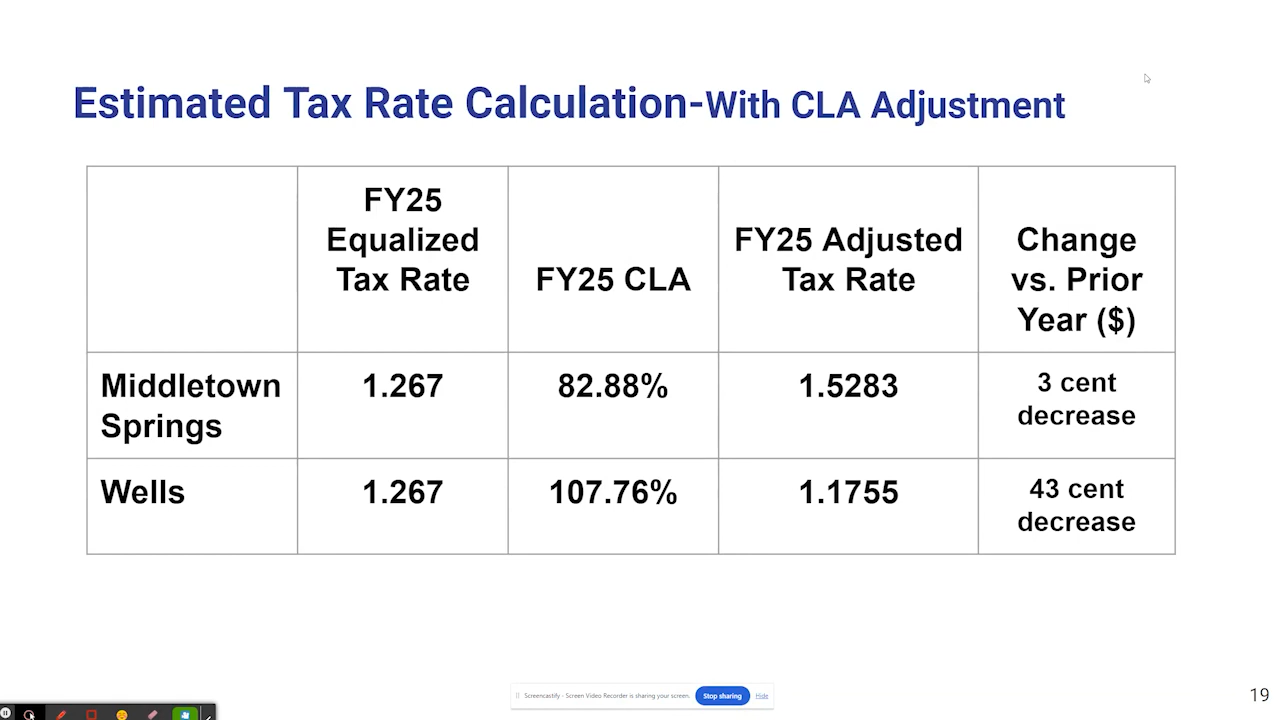 Estimated Tax Rate Calculation-With CLA Adjustment
FY25
Equalized
Tax Rate
FY25 CLA
FY25 Adjusted
Tax Rate
Change
vs. Prior
Year ($)
Middletown
Springs
1.267
82.88%
1.5283
3 cent
decrease
Wells
1.267
107.76%
1.1755
43 cent
decrease
Screencastify - Screen Video Recorder is sharing your screen.
Stop sharing
Hide
19